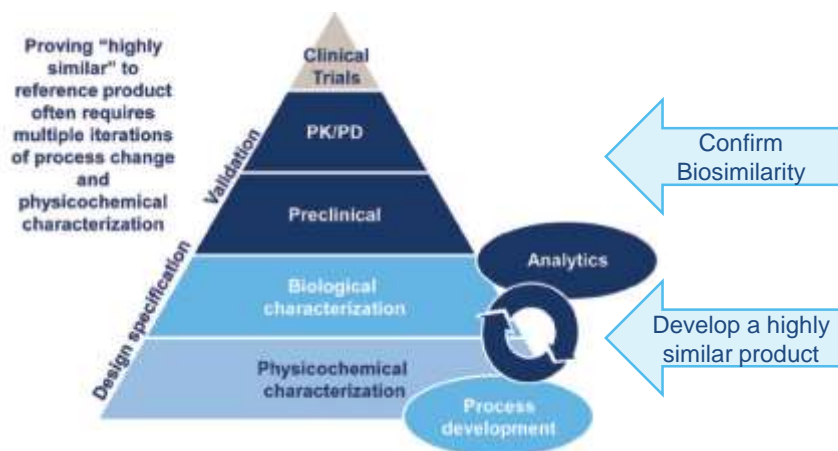 Proving "highly
similar" to
reference product
often requires
multiple iterations
of process change
and
physicochemical
characterization
Clinical
Trials
PK/PD
Preclinical
Biological
characterization
Physicochemical
characterization
Validation
Design specification
Analytics
Process
development
Confirm
Biosimilarity
Develop a highly
similar product